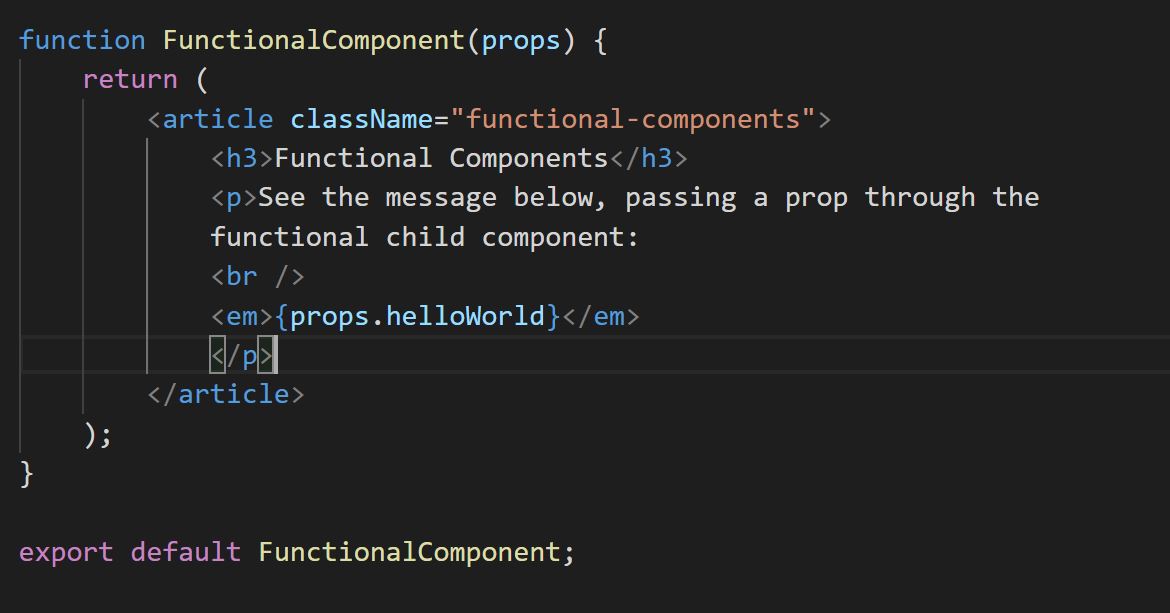 function FunctionalComponent(props) {
    return (
        <article className="functional-components">
            <h3>Functional Components</h3>
            <p>See the message below, passing a prop through the
            functional child component:
            <br />
            <em>{props.helloWorld}</em>
            </p>
        </article>
    );
}

export default FunctionalComponent;